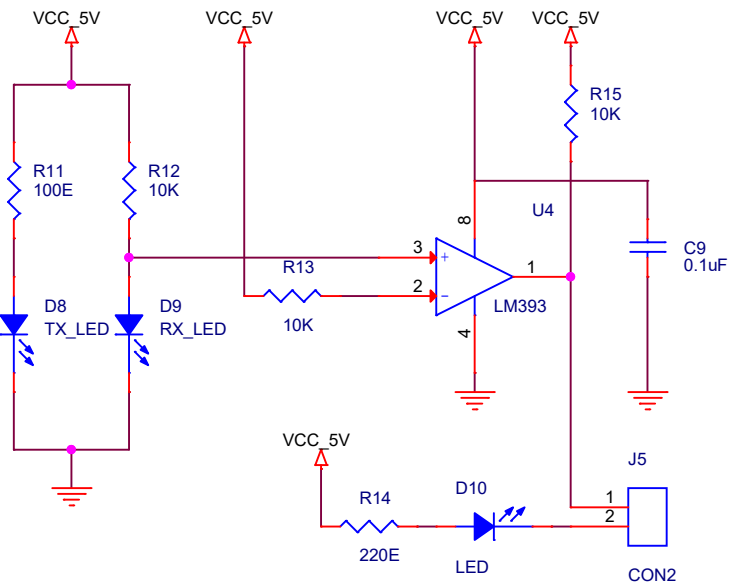 VCC_5V VCC_5V VCC_5V VCC_5V
R15
10K
R11 R12
100E 10K
8 U4
3 +
C9
0.1uF
R13
1
2 -
D8 D9 10K
TX_LED RX_LED
LM393
4
VCC_5V
J5
D10
R14
1
2
220E LED
CON2